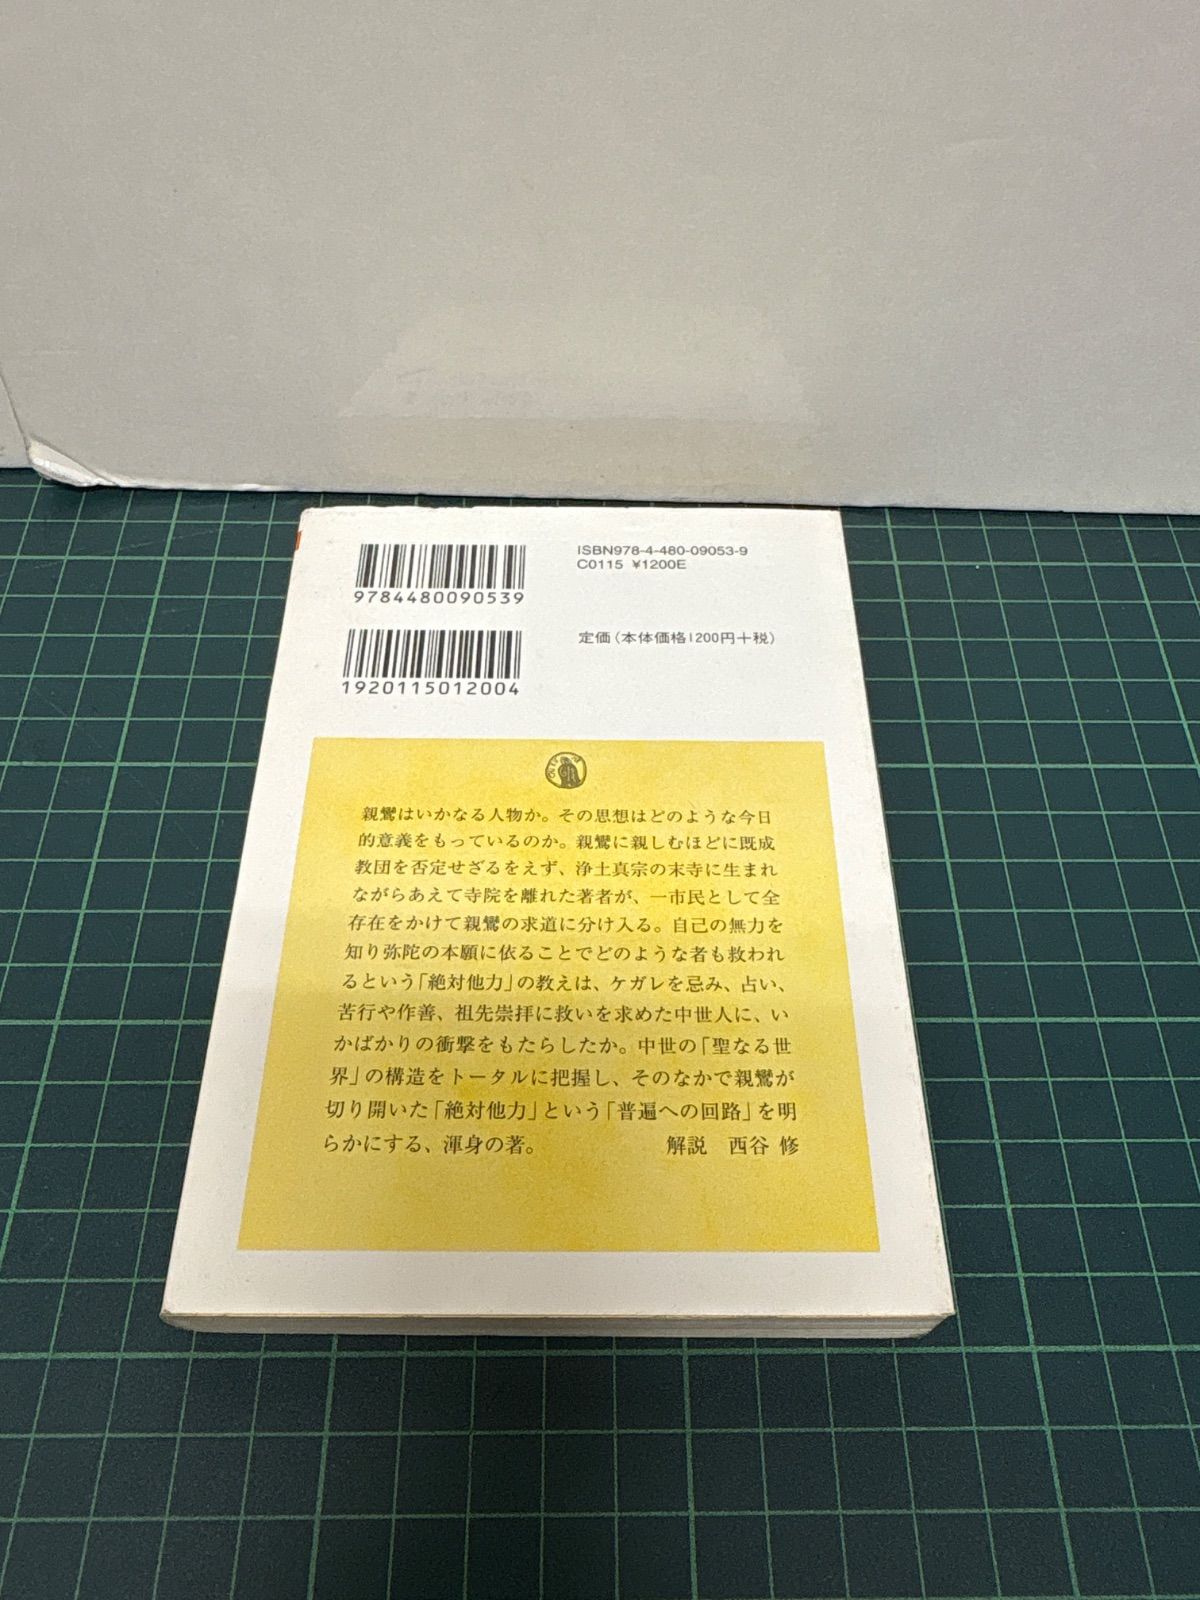 ISBN978-4-480-09053-9
C0115 ¥1200E
9784480090539
定価(本体価格1200円+税)
1920115012004
親鸞はいかなる人物か。その思想はどのような今日
的意義をもっているのか。親鸞に親しむほどに既成
教団を否定せざるをえず、浄土真宗の末寺に生まれ
ながらあえて寺院を離れた著者が、一市民として全
存在をかけて親鸞の求道に分け入る。自己の無力を
知り弥陀の本願に依ることでどのような者も救われ
るという「絶対他力」の教えは、ケガレを忌み、占い、
苦行や作善、祖先崇拝に救いを求めた中世人に、い
かばかりの衝撃をもたらしたか。中世の「聖なる世
界」の構造をトータルに把握し、そのなかで親鸞が
切り開いた「絶対他力」という「普遍への回路」を明
らかにする、渾身の著。 解説 西谷 修